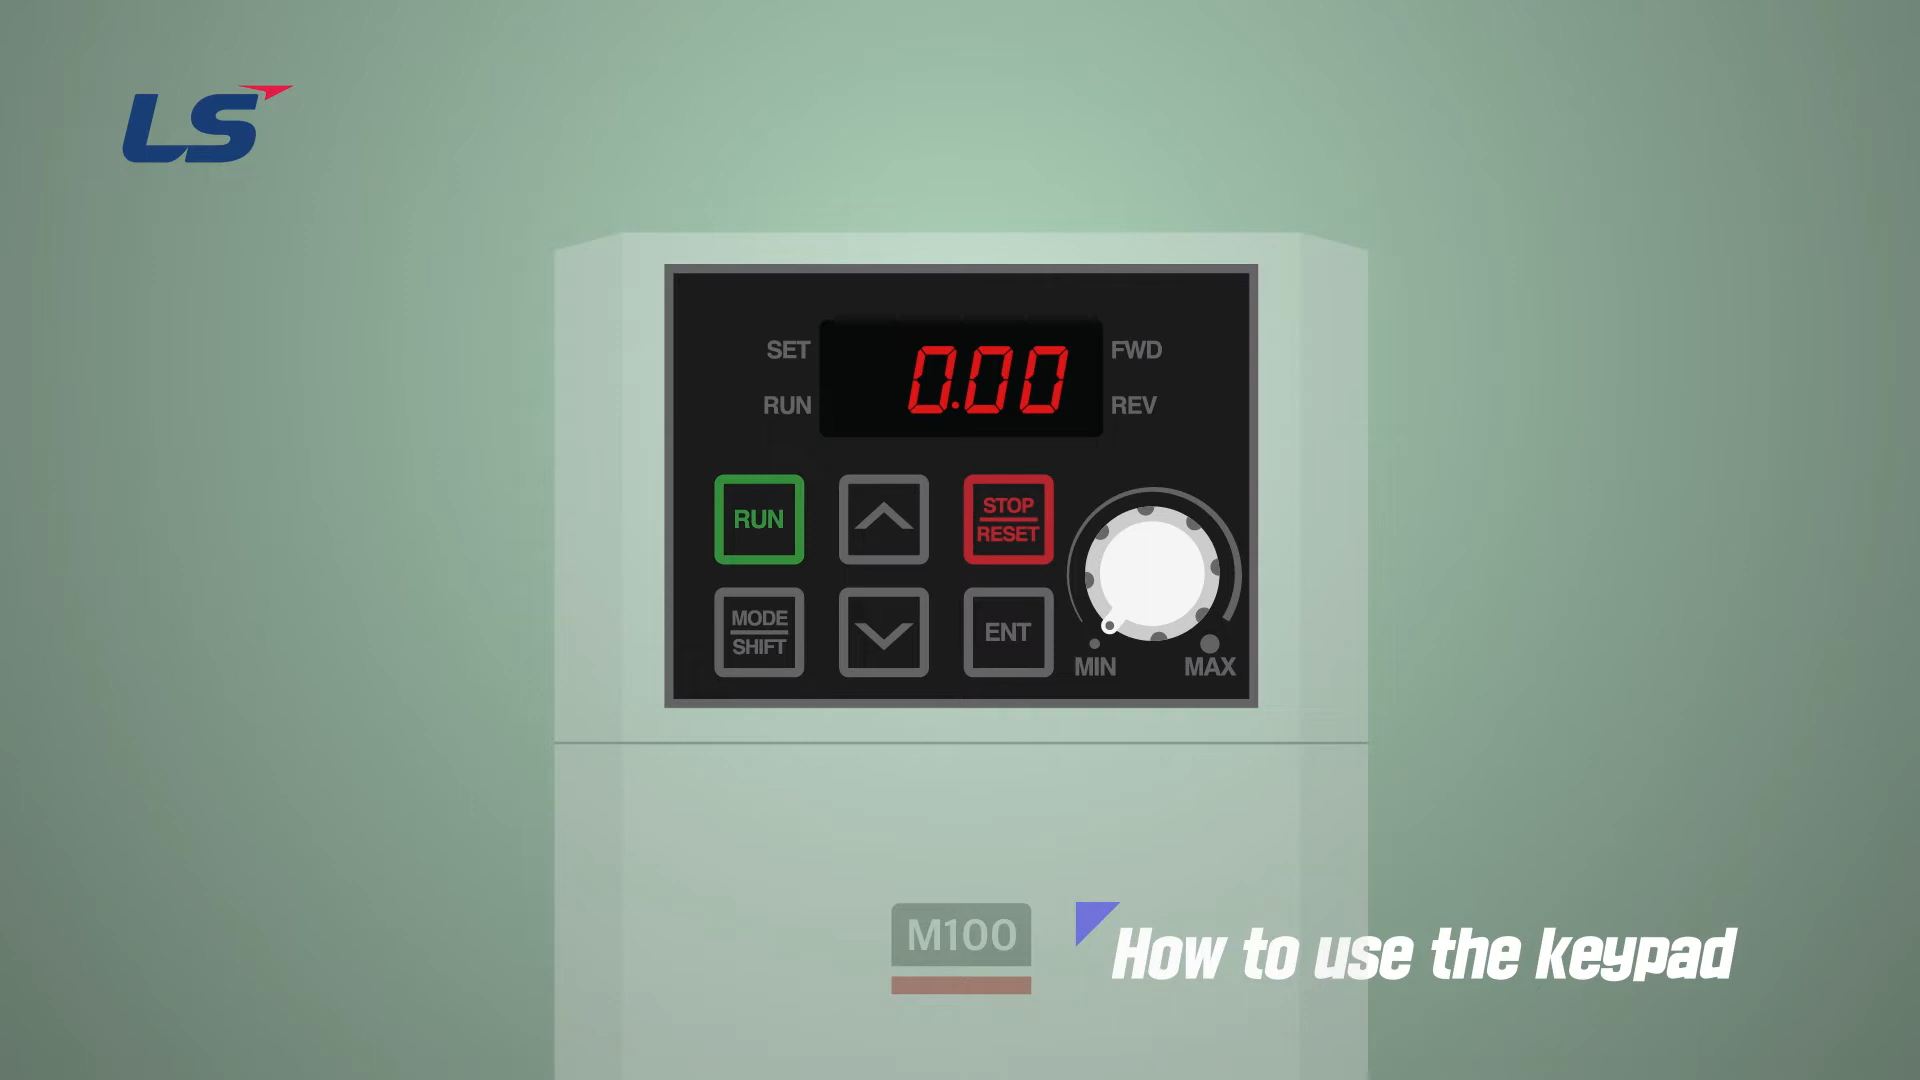 LS
SET
0.00
FWD
RUN
REV
RUN
STOP
RESET
MODE
SHIFT
ENT
MIN
MAX
M100
How to use the keypad